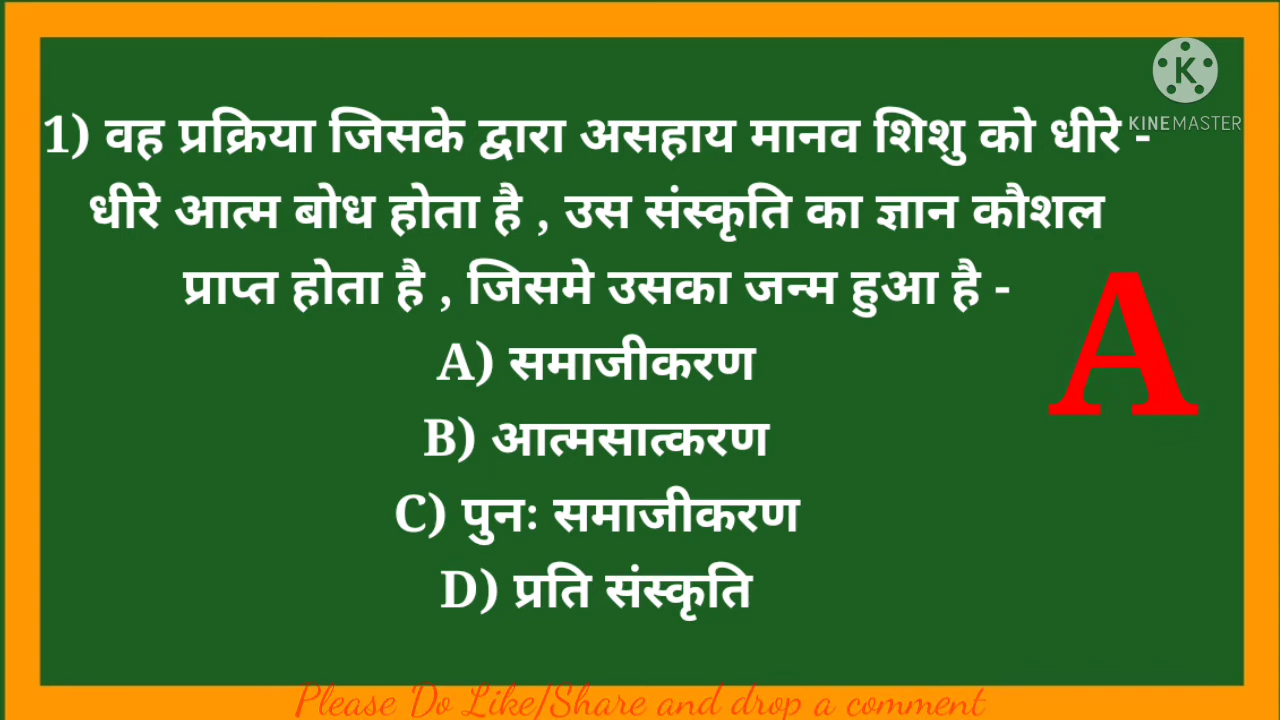 1) वह प्रक्रिया जिसके द्वारा असहाय मानव शिशु को धीरे -
धीरे आत्म बोध होता है , उस संस्कृति का ज्ञान कौशल
प्राप्त होता है , जिसमे उसका जन्म हुआ है -
A) समाजीकरण
B) आत्मसात्करण
C) पुनः समाजीकरण
D) प्रति संस्कृति
A
K
KINEMASTER
Please Do Like/Share and drop a comment